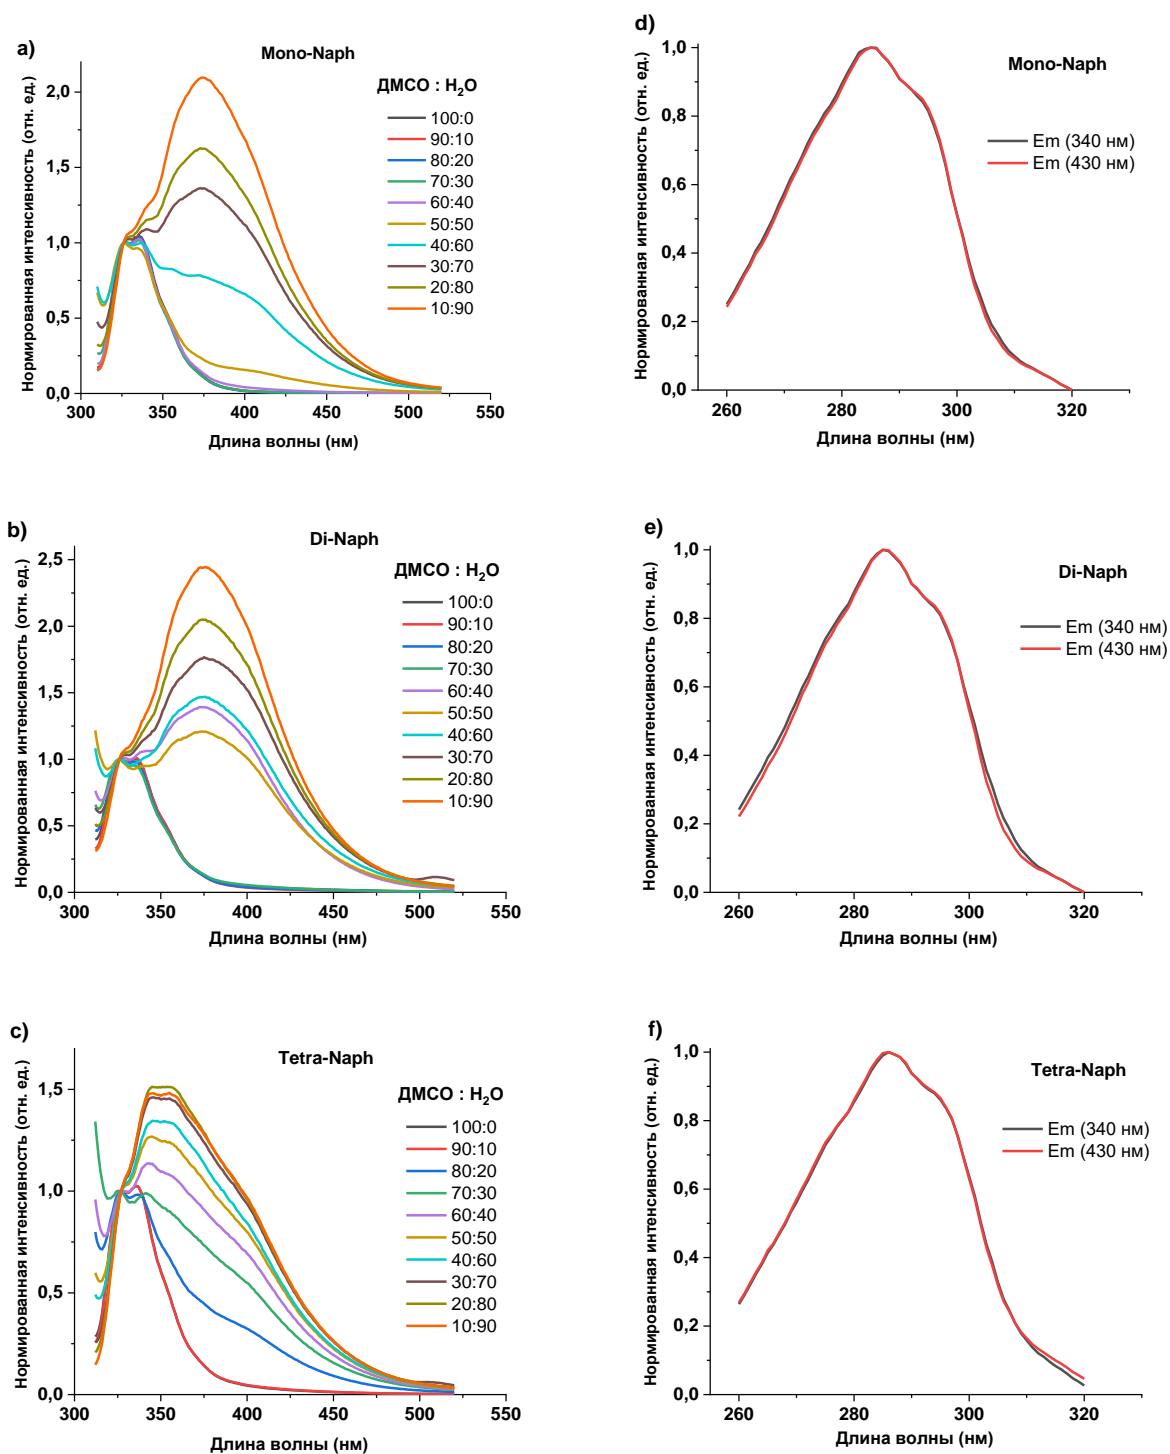 a)
Mono-Naph
ДМСО : H₂O
100:0
90:10
80:20
70:30
60:40
50:50
40:60
30:70
20:80
10:90
Нормированная интенсивность (отн. ед.)
2,0
1,5
1,0
0,5
0,0
300 350 400 450 500 550
Длина волны (нм)
d)
Mono-Naph
Em (340 нм)
Em (430 нм)
Нормированная интенсивность (отн. ед.)
1,0
0,8
0,6
0,4
0,2
0,0
260 280 300 320
Длина волны (нм)
b)
Di-Naph
ДМСО : H₂O
100:0
90:10
80:20
70:30
60:40
50:50
40:60
30:70
20:80
10:90
Нормированная интенсивность (отн. ед.)
2,5
2,0
1,5
1,0
0,5
0,0
300 350 400 450 500 550
Длина волны (нм)
e)
Di-Naph
Em (340 нм)
Em (430 нм)
Нормированная интенсивность (отн. ед.)
1,0
0,8
0,6
0,4
0,2
0,0
260 280 300 320
Длина волны (нм)
c)
Tetra-Naph
ДМСО : H₂O
100:0
90:10
80:20
70:30
60:40
50:50
40:60
30:70
20:80
10:90
Нормированная интенсивность (отн. ед.)
1,5
1,0
0,5
0,0
300 350 400 450 500 550
Длина волны (нм)
f)
Tetra-Naph
Em (340 нм)
Em (430 нм)
Нормированная интенсивность (отн. ед.)
1,0
0,8
0,6
0,4
0,2
0,0
260 280 300 320
Длина волны (нм)